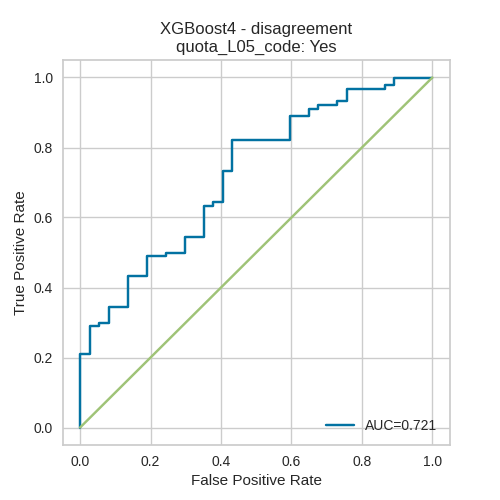 XGBoost4 - disagreement
quota_L05_code: Yes
1.0
0.8
0.6
0.4
0.2
0.0
True Positive Rate
AUC=0.721
0.0 0.2 0.4 0.6 0.8 1.0
False Positive Rate